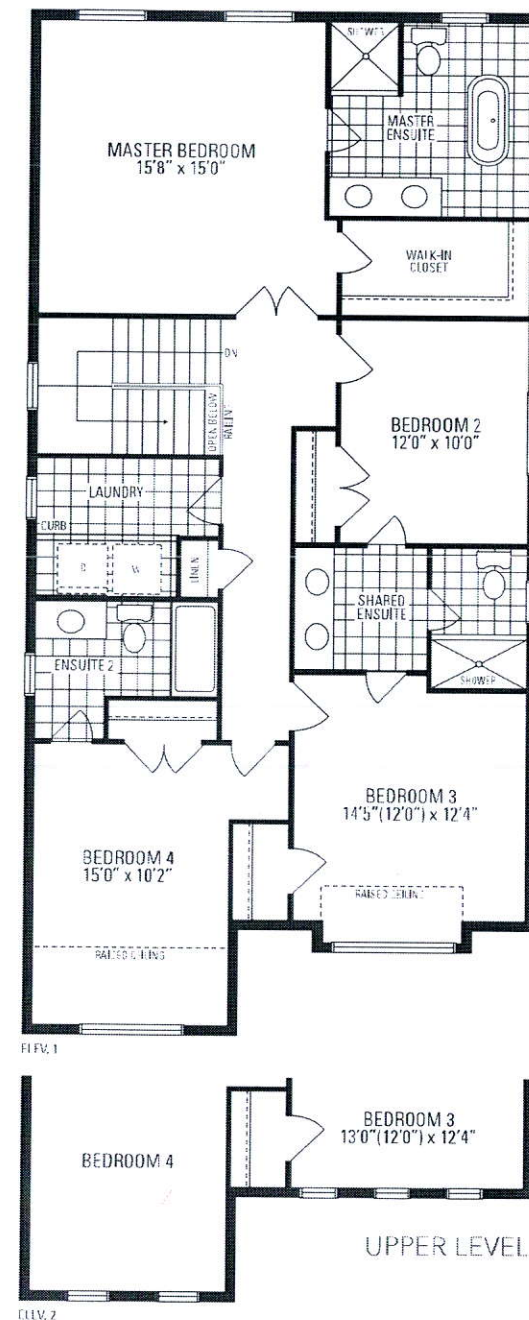 SHOWER
MASTER
ENSUITE
MASTER BEDROOM
15'8" x 15'0"
WALK-IN
CLOSET
DN
OPEN BELOW
RAILING
BEDROOM 2
12'0" x 10'0"
LAUNDRY
CURB
D
W
LINEN
SHARED
ENSUITE
ENSUITE 2
SHOWER
BEDROOM 3
14'5"(12'0") x 12'4"
BEDROOM 4
15'0" x 10'2"
RAISED CEILING
RAISED CEILING
ELEV. 1
BEDROOM 3
13'0"(12'0") x 12'4"
BEDROOM 4
UPPER LEVEL
ELEV. 2